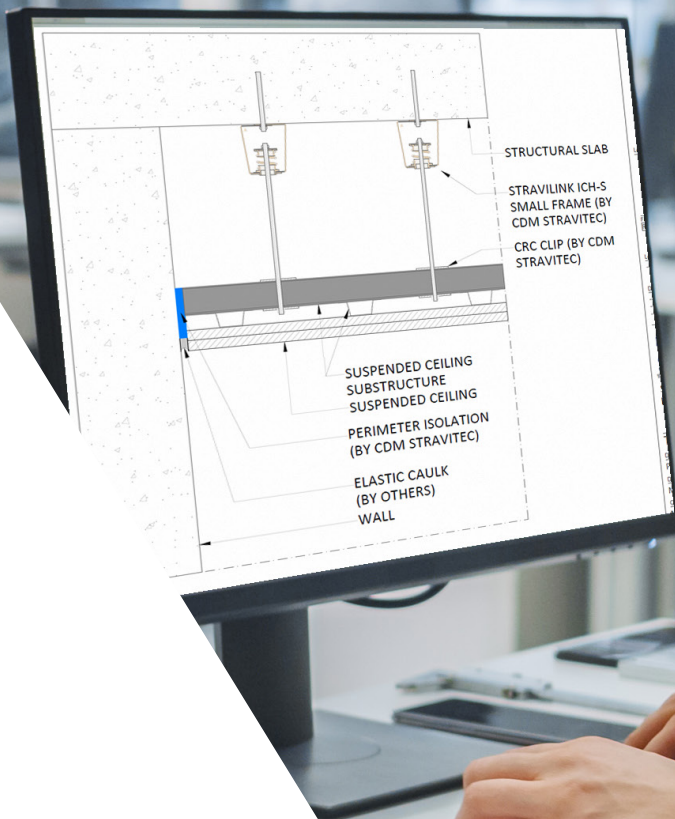 STRUCTURAL SLAB
STRAVILINK ICH-S
SMALL FRAME (BY
CDM STRAVITEC)
CRC CLIP (BY CDM
STRAVITEC)
SUSPENDED CEILING
SUBSTRUCTURE
SUSPENDED CEILING
PERIMETER ISOLATION
(BY CDM STRAVITEC)
ELASTIC CAULK
(BY OTHERS)
WALL